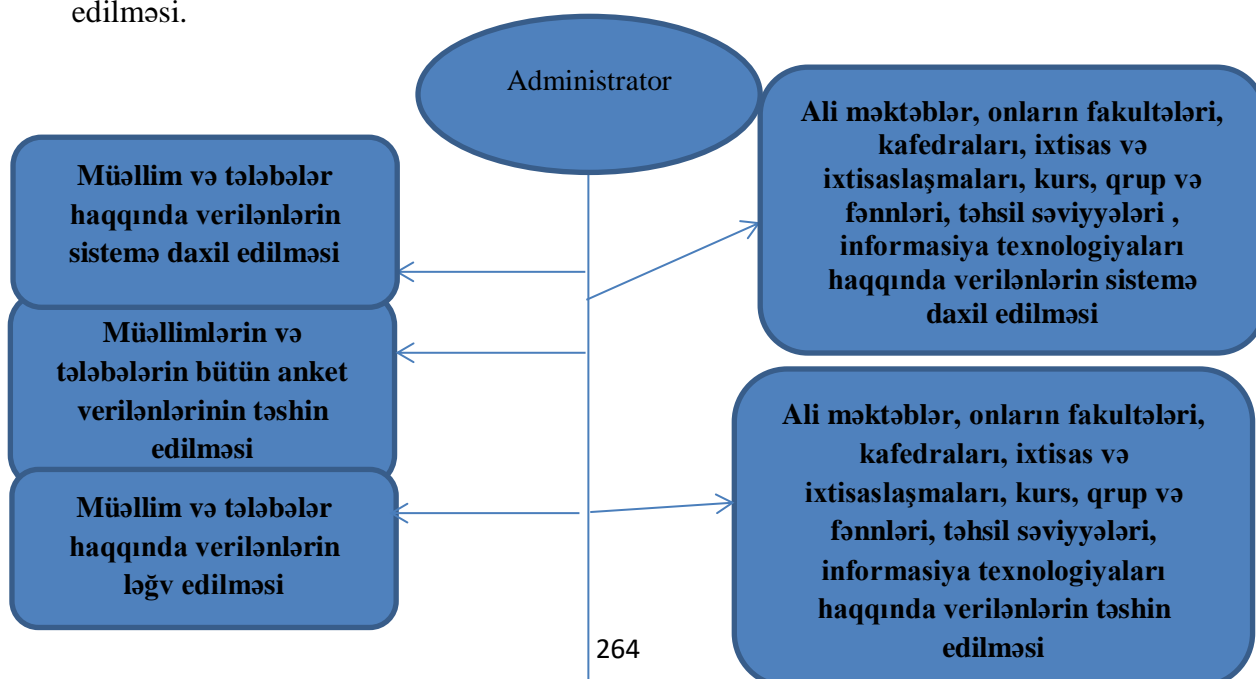 edilməsi.
Administrator
Müəllim və tələbələr
haqqında verilənlərin
sistemə daxil edilməsi
Müəllimlərin və
tələbələrin bütün anket
verilənlərinin təshin
edilməsi
Müəllim və tələbələr
haqqında verilənlərin
ləğv edilməsi
Ali məktəblər, onların fakultələri,
kafedraları, ixtisas və
ixtisaslaşmaları, kurs, qrup və
fənnləri, təhsil səviyyələri ,
informasiya texnologiyaları
haqqında verilənlərin sistemə
daxil edilməsi
Ali məktəblər, onların fakultələri,
kafedraları, ixtisas və
ixtisaslaşmaları, kurs, qrup və
fənnləri, təhsil səviyyələri,
informasiya texnologiyaları
haqqında verilənlərin təshin
edilməsi
264